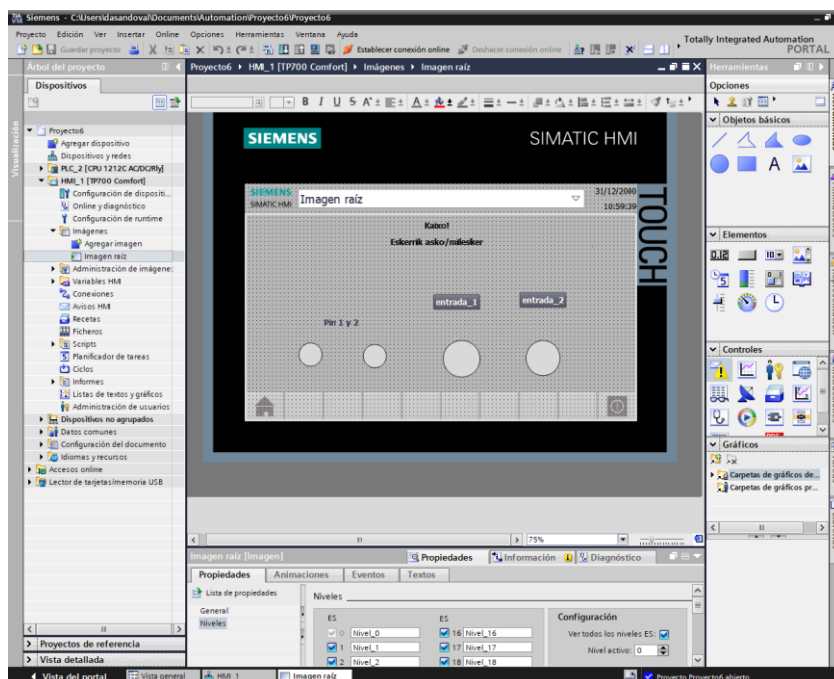 Siemens - C:\Users\dasandoval\Documents\Automation\Proyecto6\Proyecto6
Proyecto Edición Ver Insertar Online Opciones Herramientas Ventana Ayuda
Totally Integrated Automation
PORTAL
Guardar proyecto
Establecer conexión online
Deshacer conexión online
Árbol del proyecto
Proyecto6 HMI_1 [TP700 Comfort] Imágenes Imagen raíz
Herramientas
Dispositivos
Opciones
Visualización
Proyecto6
Agregar dispositivo
Dispositivos y redes
PLC_2 [CPU 1212C AC/DC/Rly]
HMI_1 [TP700 Comfort]
Configuración de dispositi...
Online y diagnóstico
Configuración de runtime
Imágenes
Agregar imagen
Imagen raíz
Administración de imágene:
Variables HMI
Conexiones
Avisos HMI
Recetas
Ficheros
Scripts
Planificador de tareas
Ciclos
Informes
Listas de textos y gráficos
Administración de usuarios
Dispositivos no agrupados
Datos comunes
Configuración del documento
Idiomas y recursos
Accesos online
Lector de tarjetas/memoria USB
Proyectos de referencia
Vista detallada
SIEMENS SIMATIC HMI
TOUCH
SIEMENS
SIMATIC HMI
Imagen raíz
31/12/2000
10:59:39
Kaixo!
Eskerrik asko/milesker
entrada_1 entrada_2
Pin 1 y 2
75%
Objetos básicos
Elementos
Controles
Gráficos
Carpetas de gráficos de...
Carpetas de gráficos pr...
Imagen raíz [Imagen]
Propiedades Información Diagnóstico
Propiedades Animaciones Eventos Textos
Lista de propiedades
General
Niveles
Niveles
ES ES
0 Nivel_0 16 Nivel_16
1 Nivel_1 17 Nivel_17
2 Nivel_2 18 Nivel_18
Configuración
Ver todos los niveles ES:
Nivel activo: 0
Vista del portal Vista general HMI_1 Imagen raíz
Proyecto Proyecto6 abierto